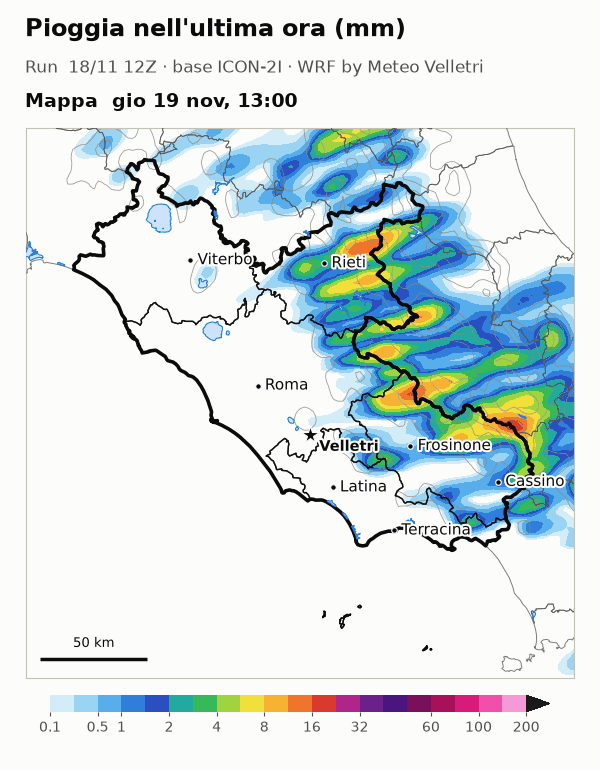 Pioggia nell'ultima ora (mm)
Run  18/11 12Z · base ICON-2I · WRF by Meteo Velletri
Mappa  gio 19 nov, 13:00
Viterbo
Rieti
Roma
Velletri
Frosinone
Latina
Cassino
Terracina
50 km
0.1 0.5 1 2 4 8 16 32 60 100 200